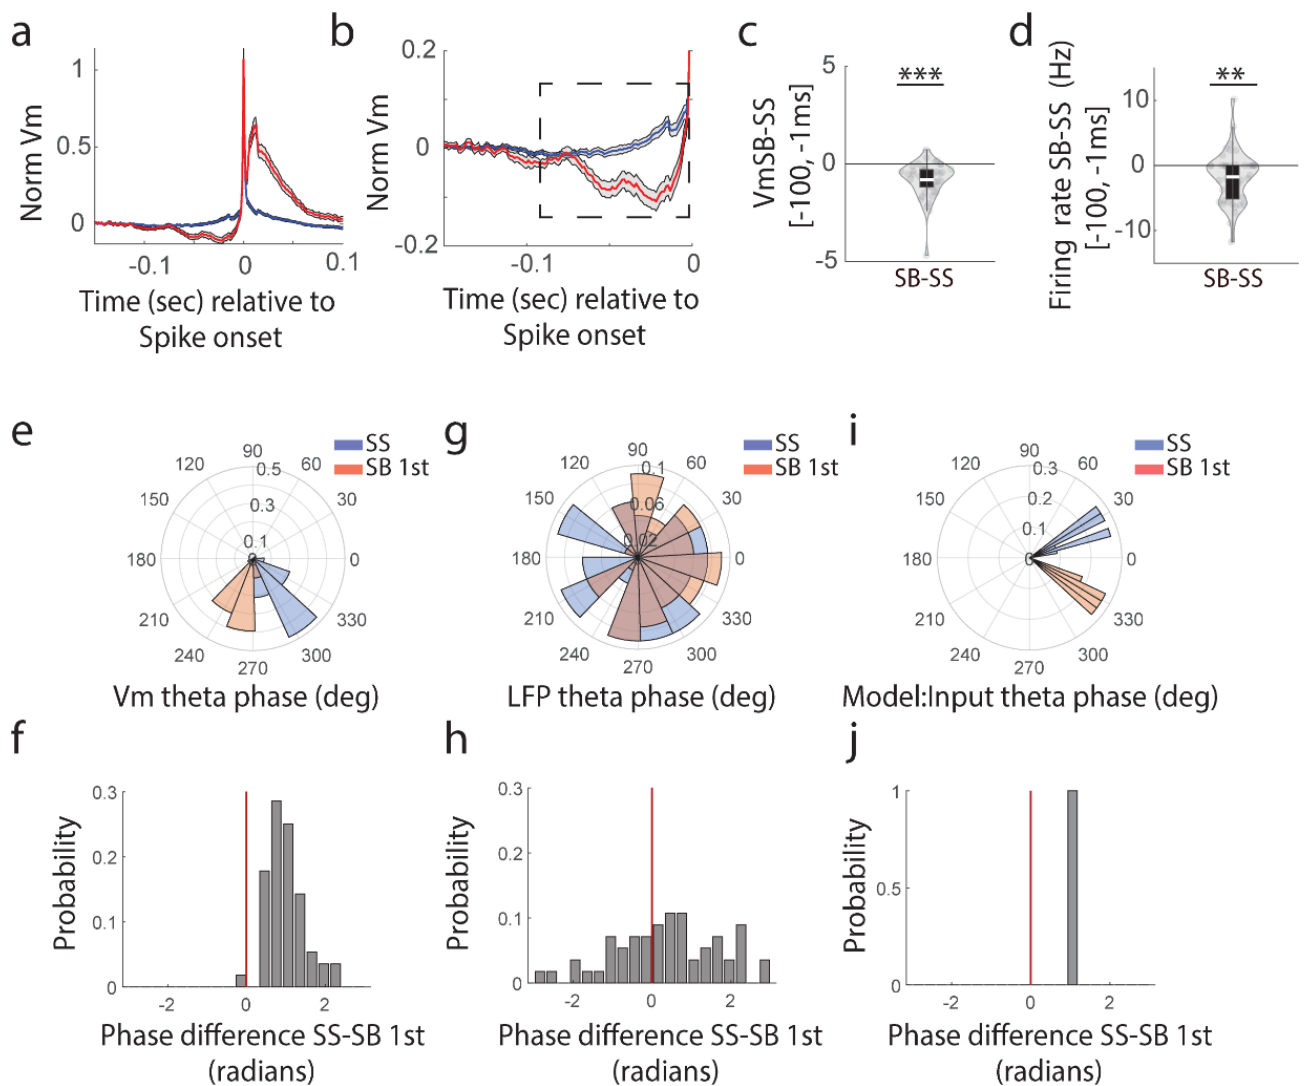 a
b
c
d
Norm Vm
1
0.5
0
-0.1
0
0.1
Time (sec) relative to
Spike onset
Norm Vm
0.2
0
-0.2
-0.1
0
Time (sec) relative to
Spike onset
VmSB-SS
[-100, -1ms]
5
0
-5
***
SB-SS
Firing rate SB-SS (Hz)
[-100, -1ms]
10
0
-10
**
SB-SS
e
SS
SB 1st
90
60
30
0
330
300
270
240
210
180
150
120
0.5
0.3
0.1
Vm theta phase (deg)
g
SS
SB 1st
90
60
30
0
330
300
270
240
210
180
150
120
0.1
0.06
0.02
LFP theta phase (deg)
i
SS
SB 1st
90
60
30
0
330
300
270
240
210
180
150
120
0.3
0.2
0.1
0
Model:Input theta phase (deg)
f
Probability
0.3
0.2
0.1
0
-2
0
2
Phase difference SS-SB 1st
(radians)
h
Probability
0.3
0.2
0.1
0
-2
0
2
Phase difference SS-SB 1st
(radians)
j
Probability
1
0.5
0
-2
0
2
Phase difference SS-SB 1st
(radians)